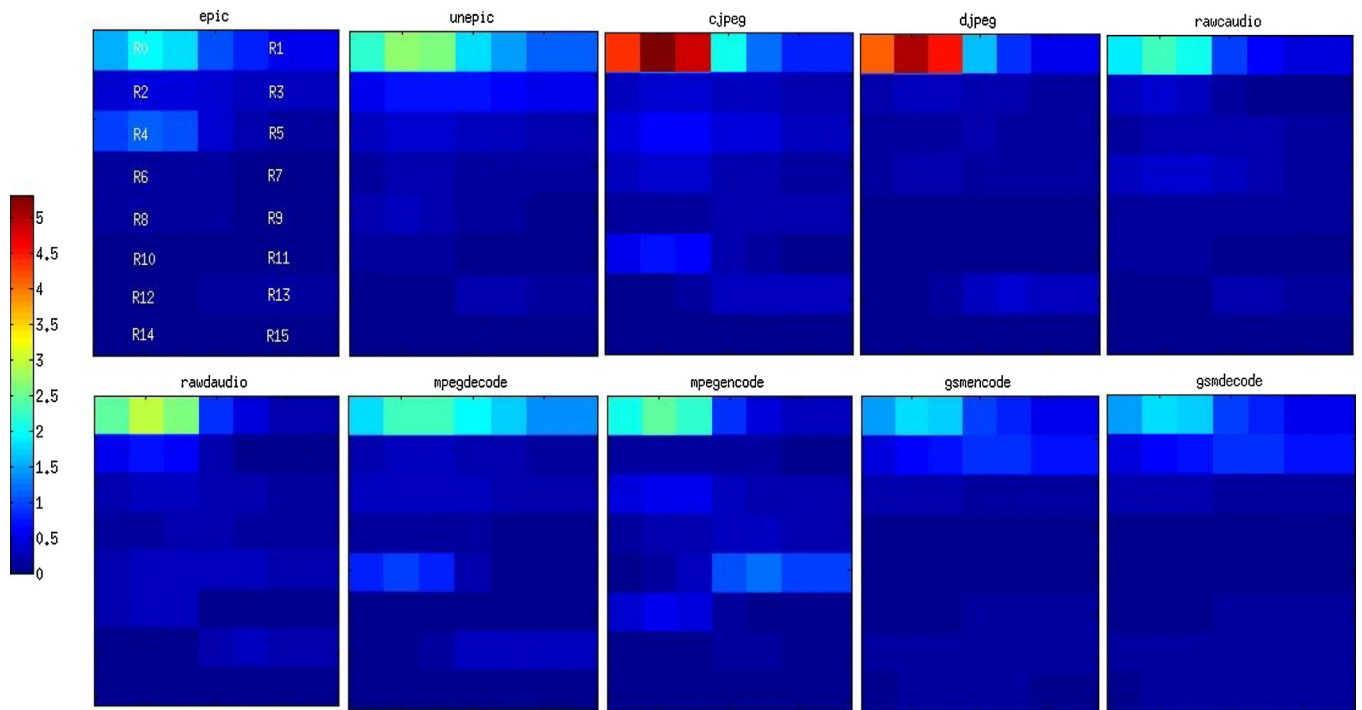 epic unepic cjpeg djpeg rawcaudio
R0 R1
R2 R3
R4 R5
R6 R7
R8 R9
R10 R11
R12 R13
R14 R15
5
4.5
4
3.5
3
2.5
2
1.5
1
0.5
0
rawdaudio mpegdecode mpegencode gsmencode gsmdecode